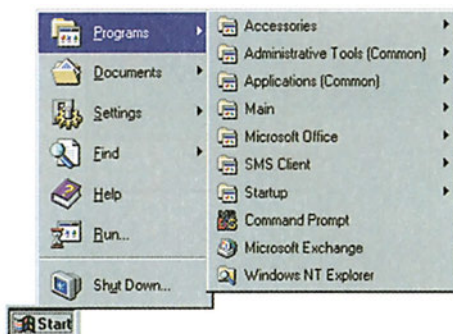 Programs
Documents
Settings
Find
Help
Run...
Shut Down...
Start
Accessories
Administrative Tools (Common)
Applications (Common)
Main
Microsoft Office
SMS Client
Startup
Command Prompt
Microsoft Exchange
Windows NT Explorer